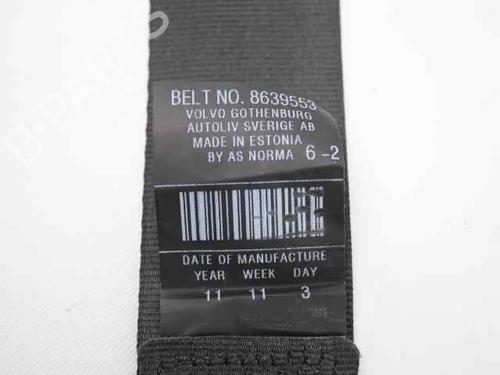 BELT NO. 8639553
VOLVO GOTHENBURG
AUTOLIV SVERIGE AB
MADE IN ESTONIA
BY AS NORMA 6-2
DATE OF MANUFACTURE
YEAR WEEK DAY
11 11 3